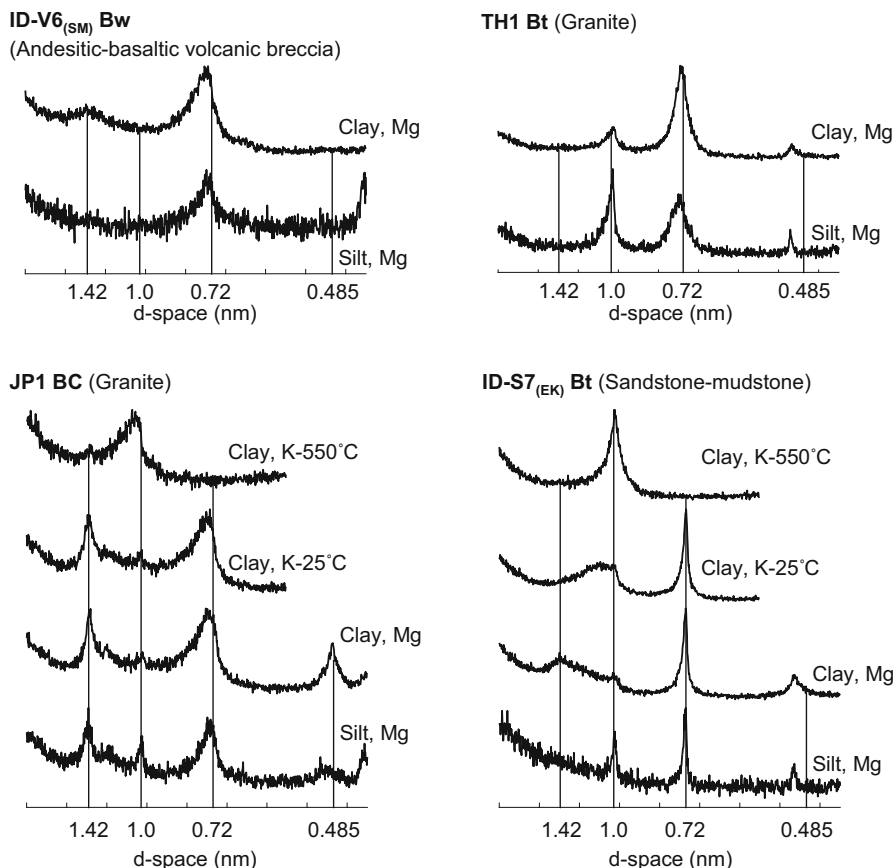 ID-V6(SM) Bw
(Andesitic-basaltic volcanic breccia)
Clay, Mg
Silt, Mg
1.42 1.0 0.72 0.485
d-space (nm)
TH1 Bt (Granite)
Clay, Mg
Silt, Mg
1.42 1.0 0.72 0.485
d-space (nm)
JP1 BC (Granite)
Clay, K-550°C
Clay, K-25°C
Clay, Mg
Silt, Mg
1.42 1.0 0.72 0.485
d-space (nm)
ID-S7(EK) Bt (Sandstone-mudstone)
Clay, K-550°C
Clay, K-25°C
Clay, Mg
Silt, Mg
1.42 1.0 0.72 0.485
d-space (nm)